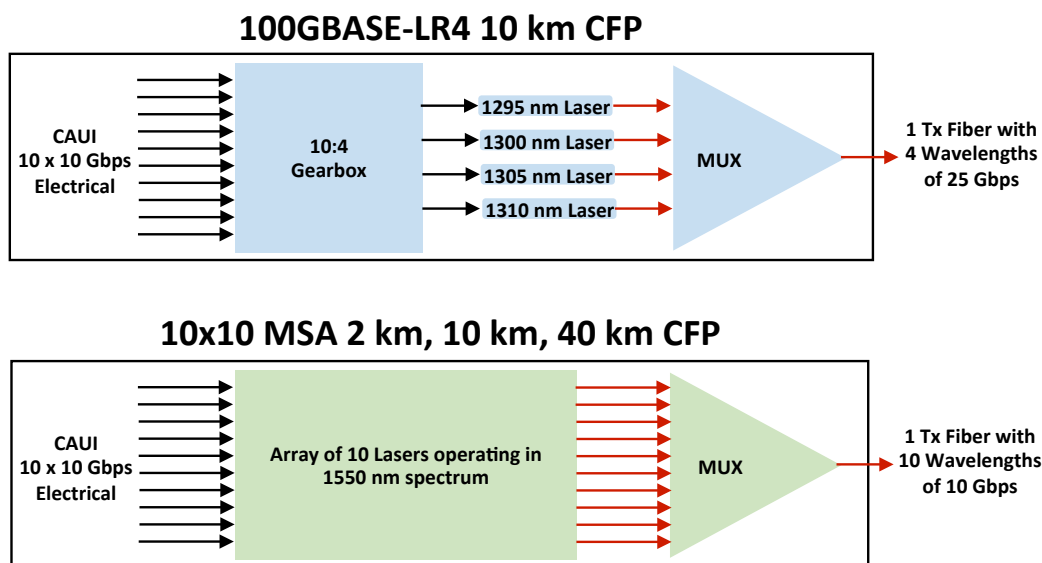 100GBASE-LR4 10 km CFP
CAUI
10 x 10 Gbps
Electrical
10:4
Gearbox
1295 nm Laser
1300 nm Laser
1305 nm Laser
1310 nm Laser
MUX
1 Tx Fiber with
4 Wavelengths
of 25 Gbps
10x10 MSA 2 km, 10 km, 40 km CFP
CAUI
10 x 10 Gbps
Electrical
Array of 10 Lasers operating in
1550 nm spectrum
MUX
1 Tx Fiber with
10 Wavelengths
of 10 Gbps